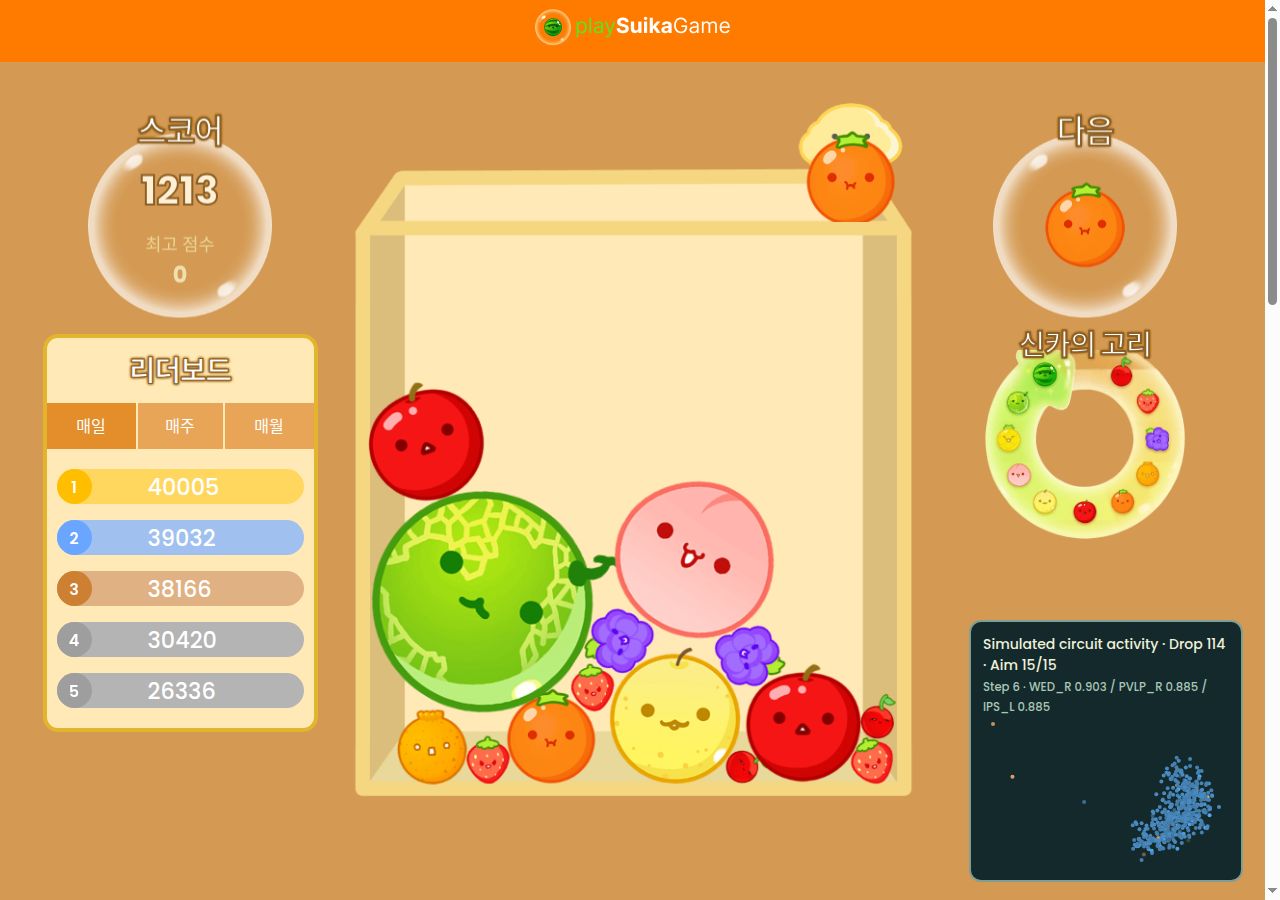 playSuikaGame
스코어
1213
최고 점수
0
리더보드
매일 매주 매월
1 40005
2 39032
3 38166
4 30420
5 26336
다음
신카의 고리
Simulated circuit activity · Drop 114
· Aim 15/15
Step 6 · WED_R 0.903 / PVLP_R 0.885 /
IPS_L 0.885